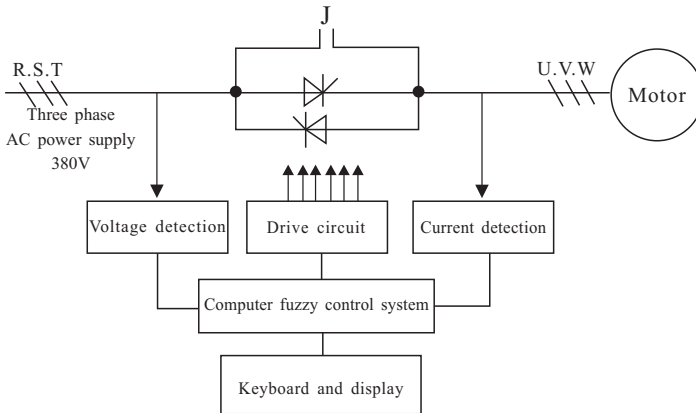 J
R.S.T
U.V.W
Motor
Three phase
AC power supply
380V
Voltage detection
Drive circuit
Current detection
Computer fuzzy control system
Keyboard and display